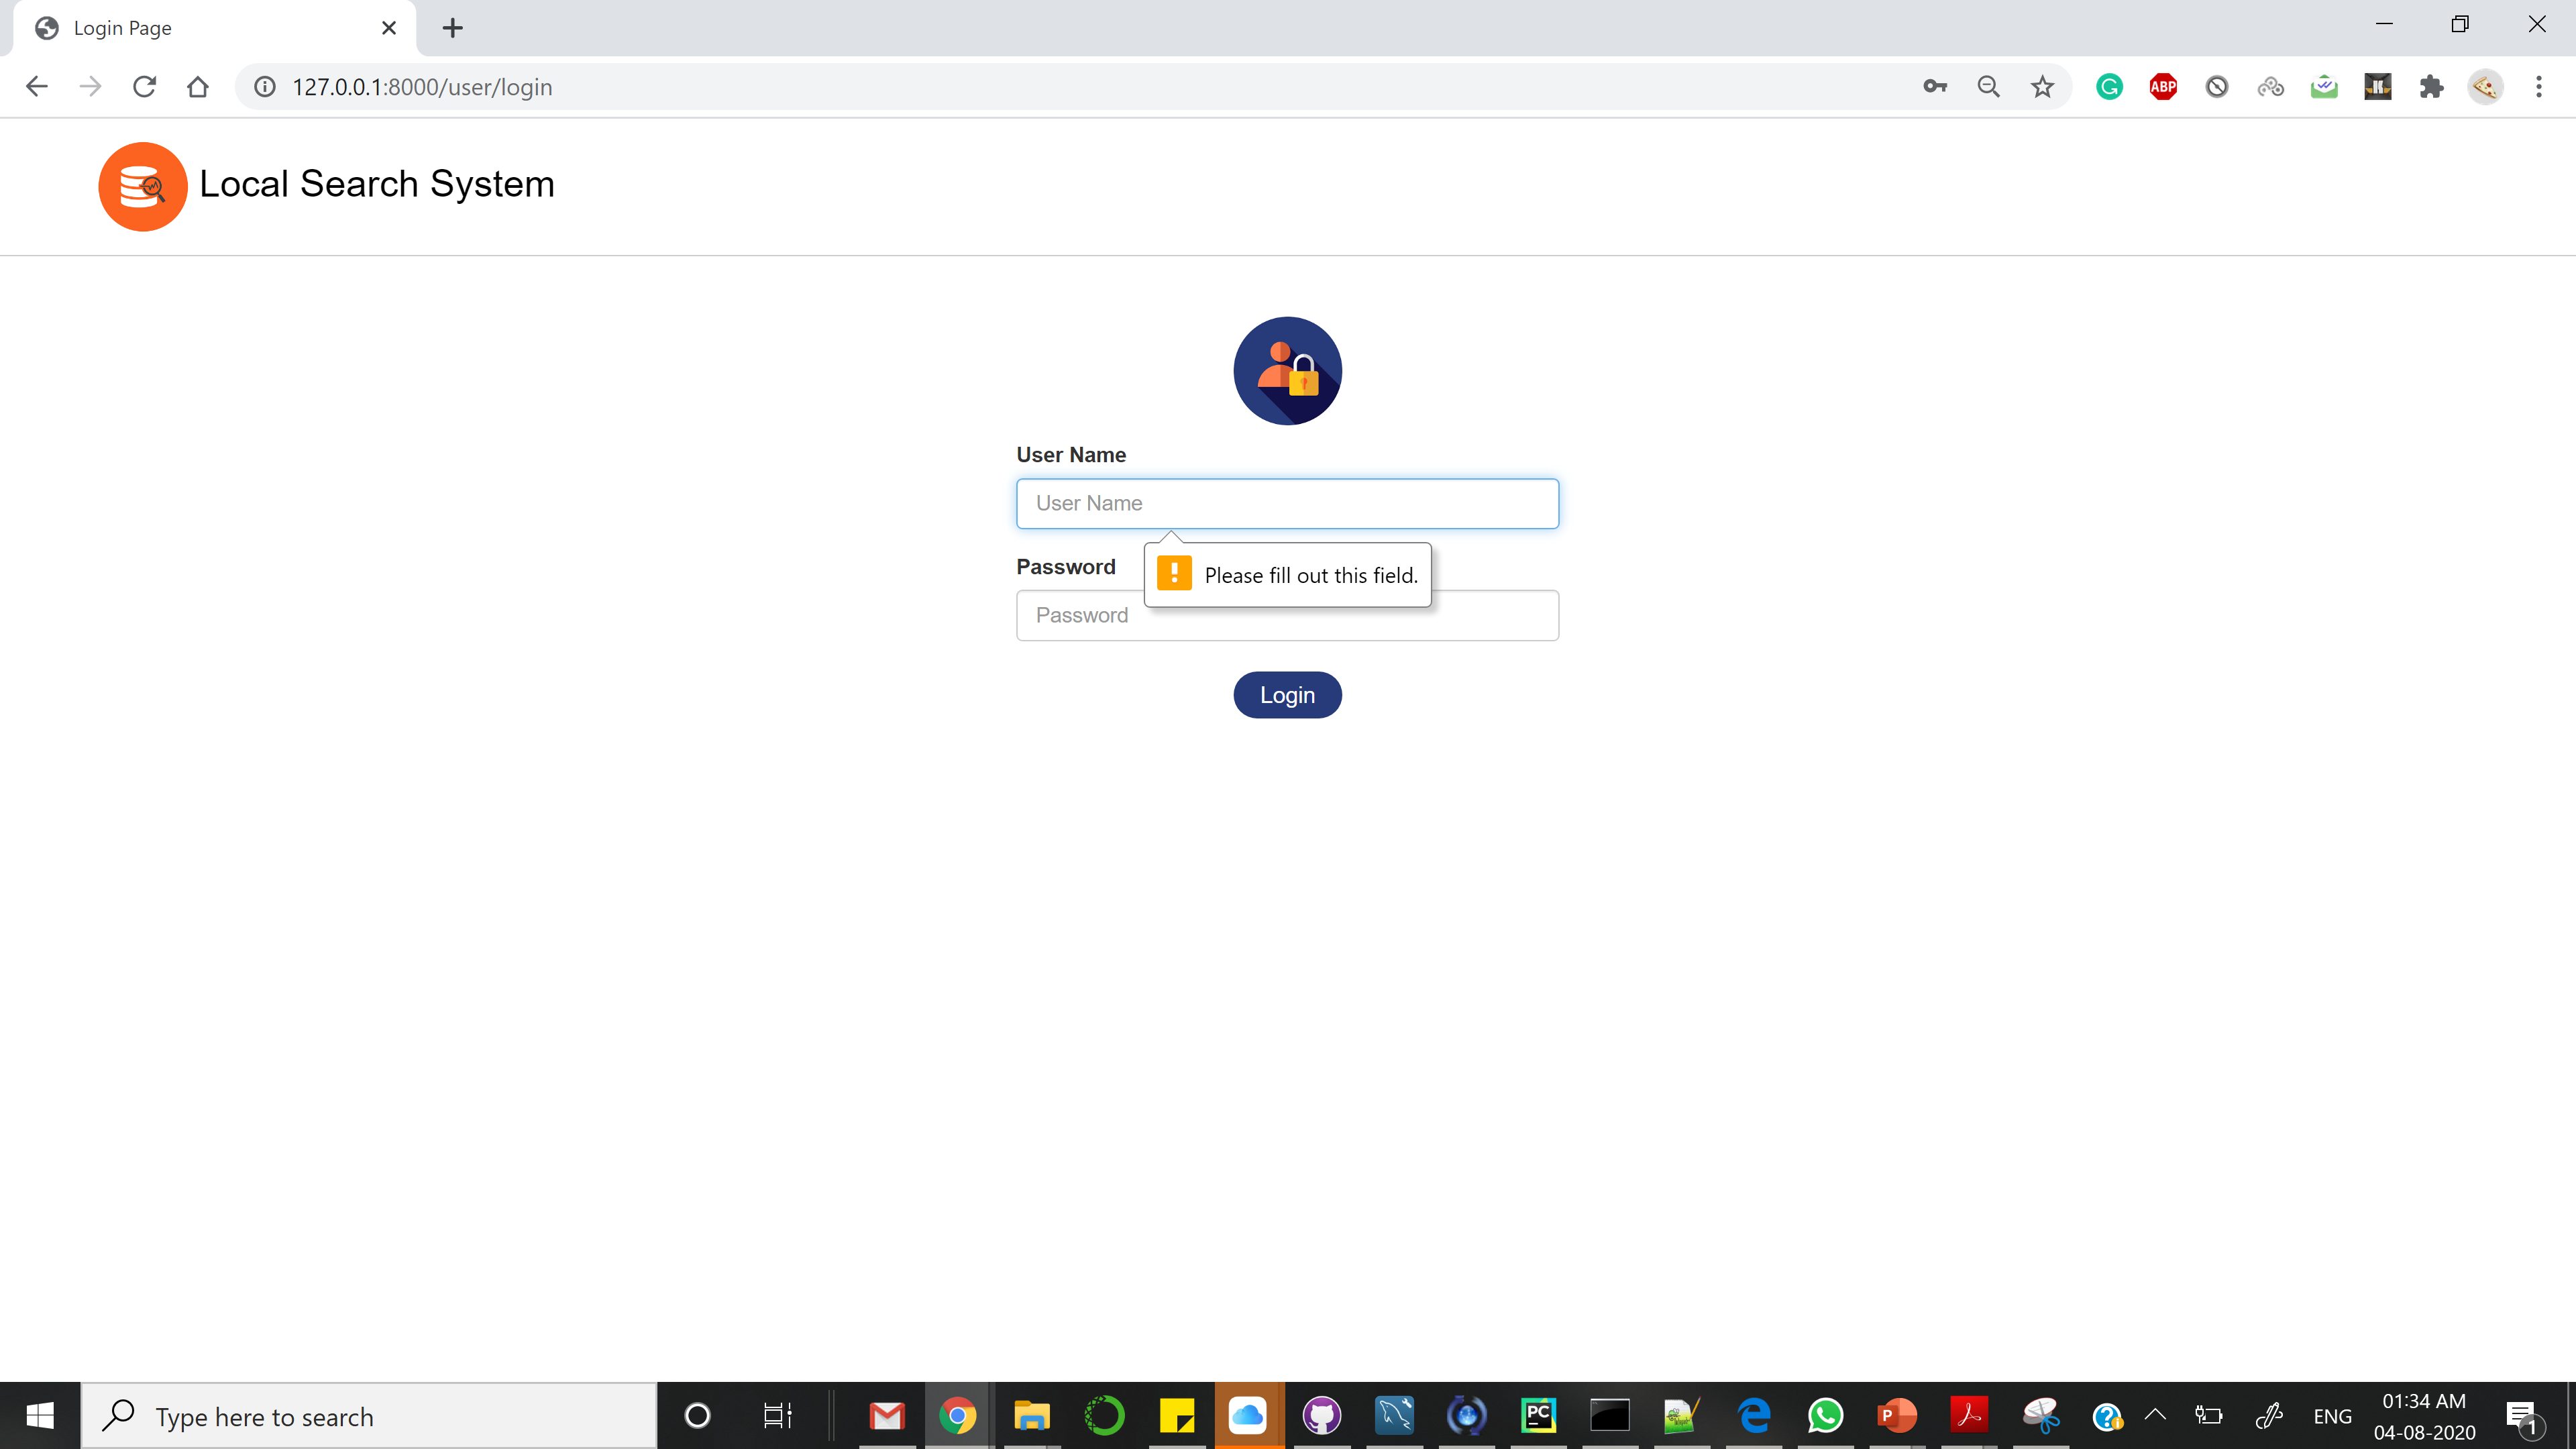 Login Page
127.0.0.1:8000/user/login
ABP
Local Search System
User Name
User Name
Please fill out this field.
Password
Password
Login
Type here to search
PC
P
ENG
01:34 AM
04-08-2020
1